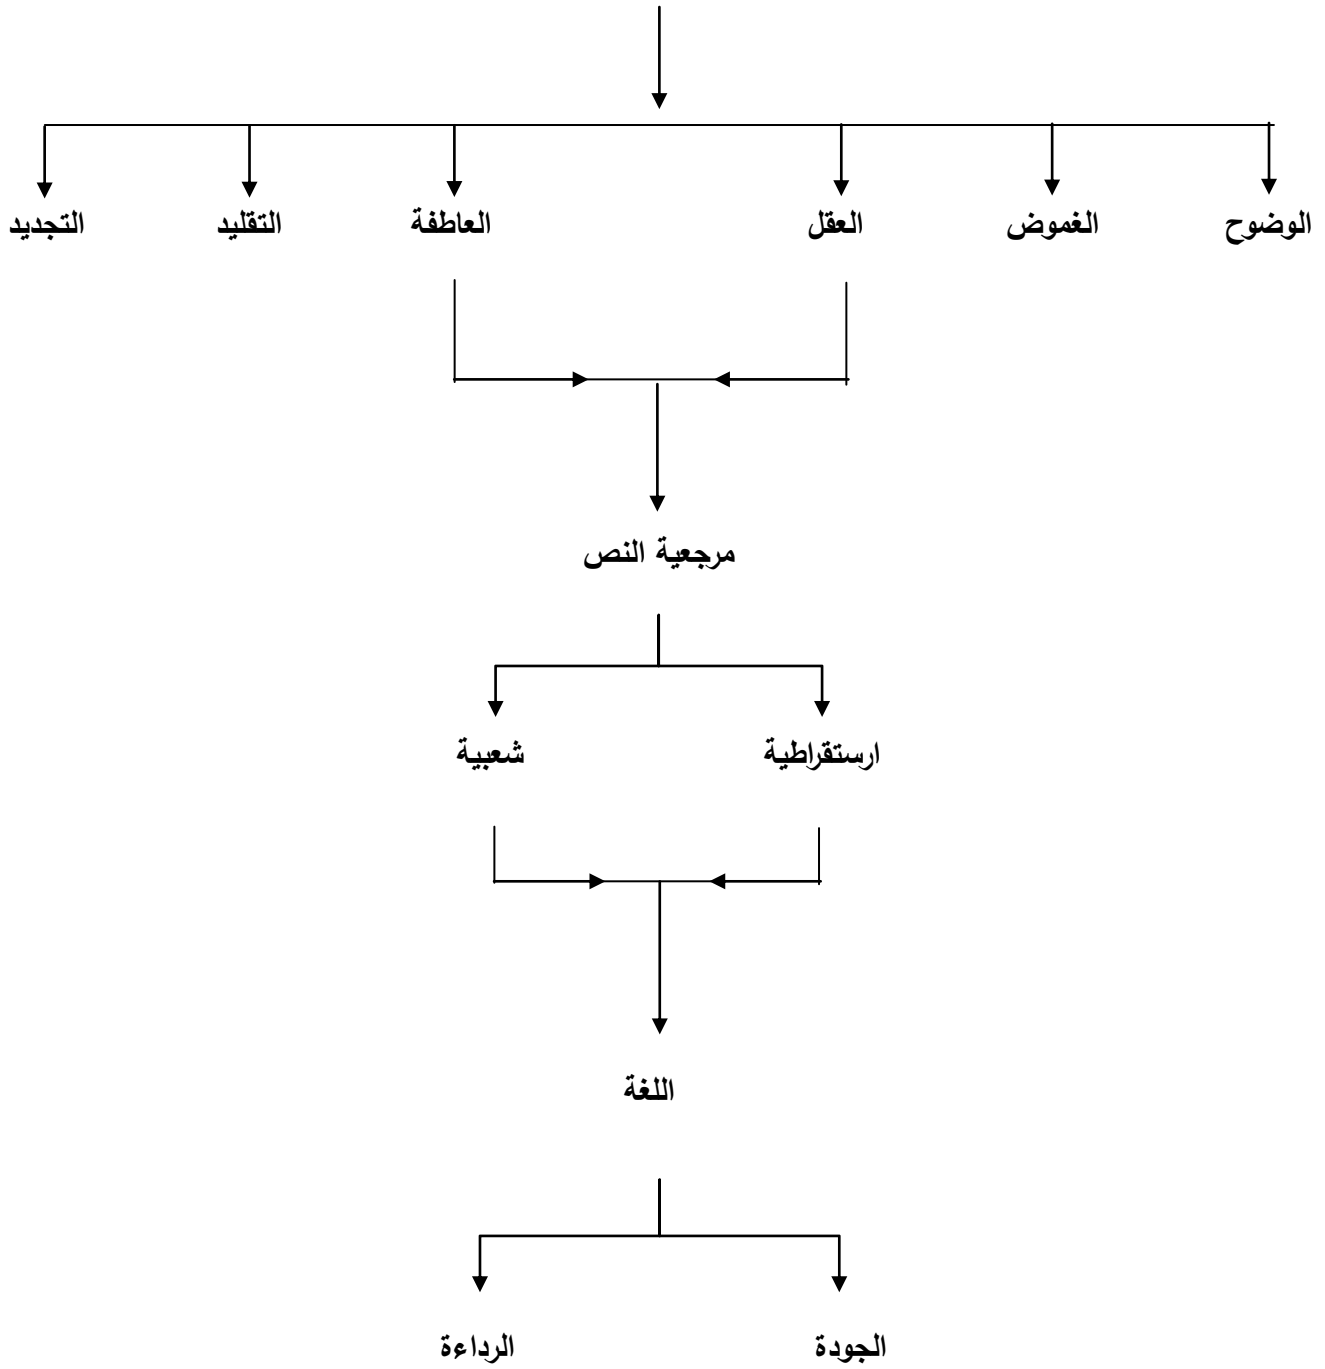 الوضوح الغموض العقل العاطفة التقليد التجديد
مرجعية النص
ارستقراطية شعبية
اللغة
الجودة الرداءة